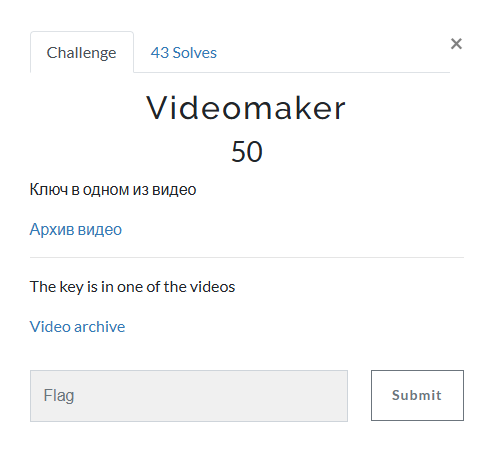 Challenge
43 Solves
×
Videomaker
50
Ключ в одном из видео
Архив видео
The key is in one of the videos
Video archive
Flag
Submit